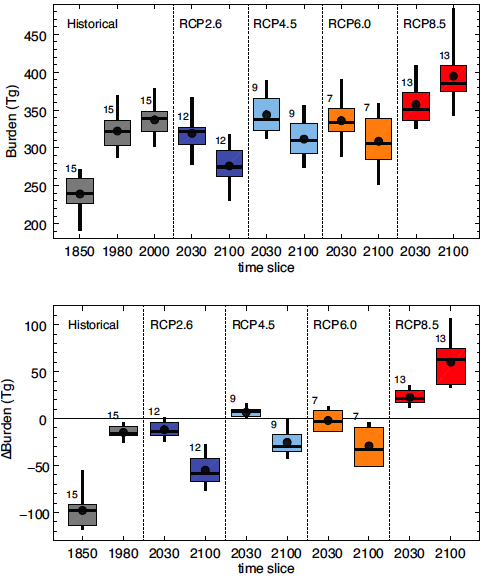 Historical RCP2.6 RCP4.5 RCP6.0 RCP8.5
450
400
350
300
250
200
Burden (Tg)
15 15 15 12 12 9 9 7 7 13 13
1850 1980 2000 2030 2100 2030 2100 2030 2100 2030 2100
time slice
Historical RCP2.6 RCP4.5 RCP6.0 RCP8.5
100
50
0
−50
−100
ΔBurden (Tg)
15 15 12 12 9 9 7 7 13 13
1850 1980 2030 2100 2030 2100 2030 2100 2030 2100
time slice